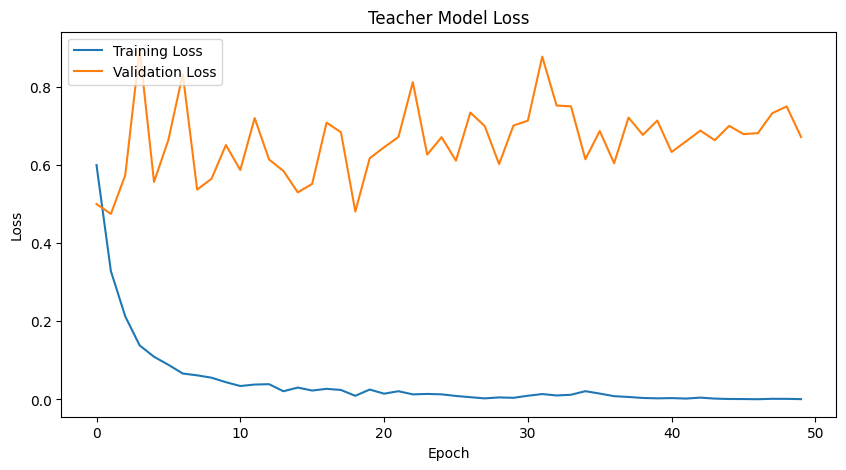 Teacher Model Loss
Training Loss
Validation Loss
Loss
0.8
0.6
0.4
0.2
0.0
0 10 20 30 40 50
Epoch